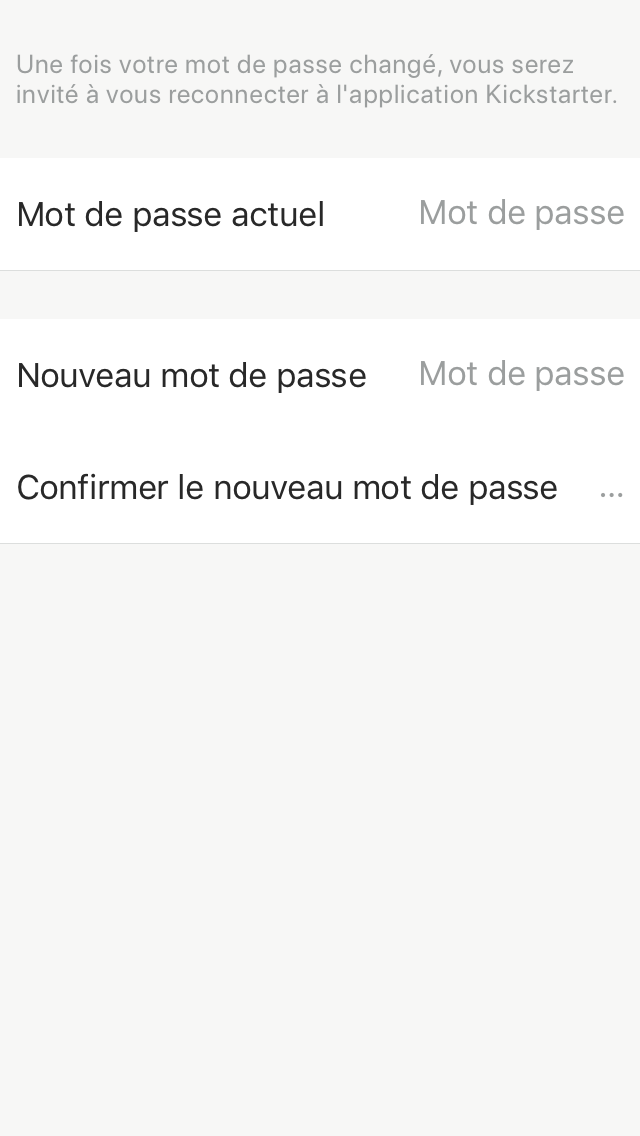 Une fois votre mot de passe changé, vous serez
invité à vous reconnecter à l'application Kickstarter.
Mot de passe actuel Mot de passe
Nouveau mot de passe Mot de passe
Confirmer le nouveau mot de passe ...